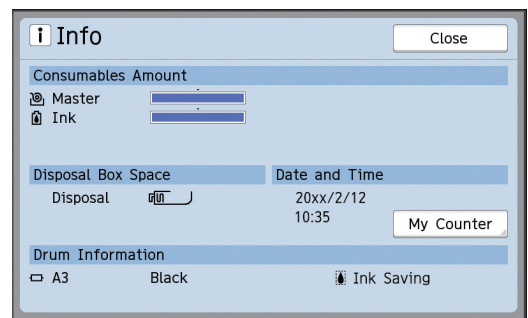 i Info
Close
Consumables Amount
Master
Ink
Disposal Box Space
Disposal
Date and Time
20xx/2/12
10:35
My Counter
Drum Information
A3 Black Ink Saving